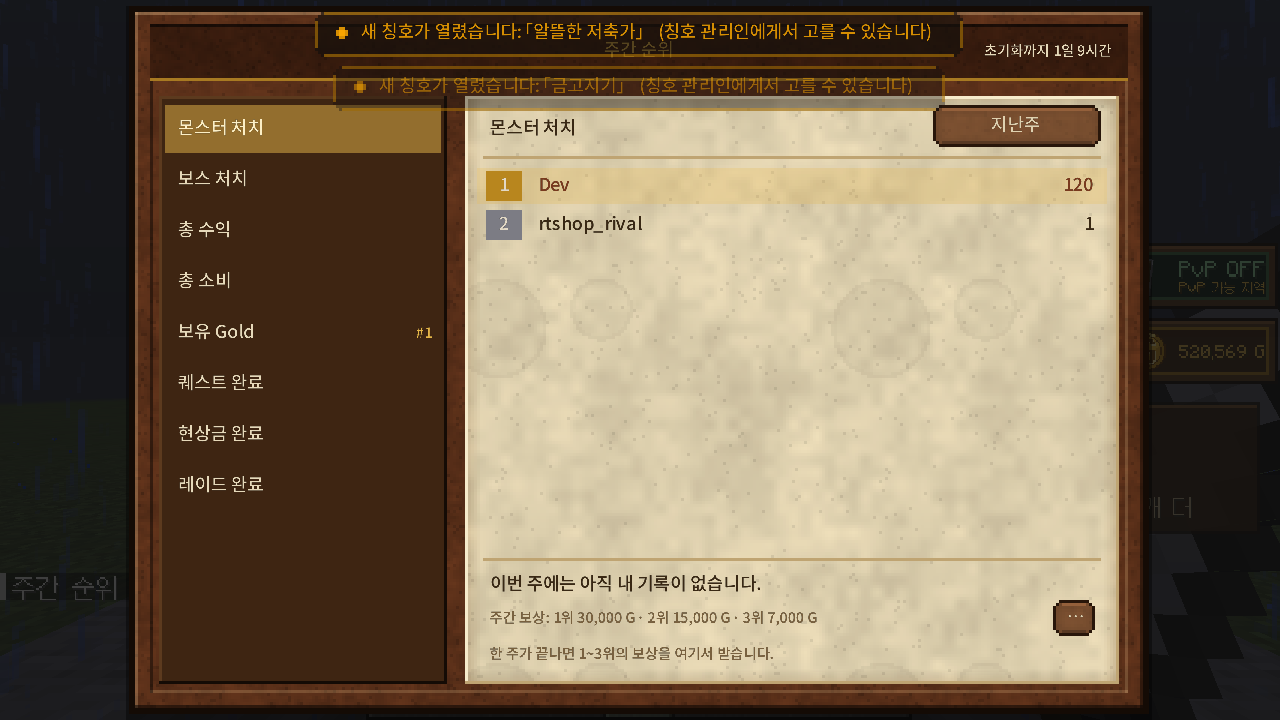 새 칭호가 열렸습니다: 「알뜰한 저축가」 (칭호 관리인에게서 고를 수 있습니다)
주간 순위
초기화까지 1일 9시간
새 칭호가 열렸습니다: 「금고지기」 (칭호 관리인에게서 고를 수 있습니다)
몬스터 처치
보스 처치
총 수익
총 소비
보유 Gold #1
퀘스트 완료
현상금 완료
레이드 완료
몬스터 처치
지난주
1 Dev 120
2 rtshop_rival 1
이번 주에는 아직 내 기록이 없습니다.
주간 보상: 1위 30,000 G · 2위 15,000 G · 3위 7,000 G
...
한 주가 끝나면 1~3위의 보상을 여기서 받습니다.
PvP OFF
PvP 가능 지역
520,569 G
더
주간 순위